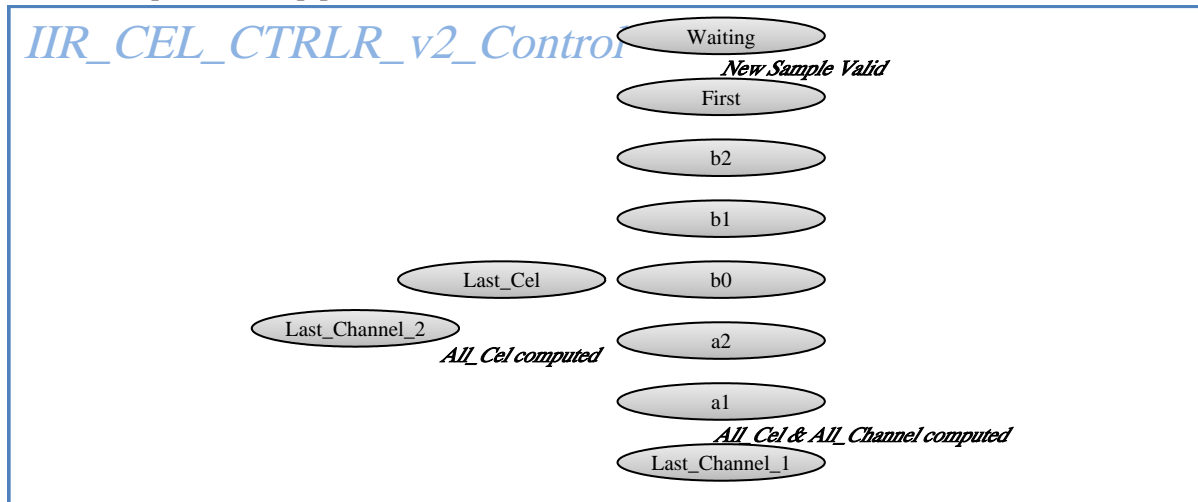 IIR_CEL_CTRLR_v2_Control
Waiting
New Sample Valid
First
b2
b1
Last_Cel
b0
Last_Channel_2
a2
All_Cel computed
a1
All_Cel & All_Channel computed
Last_Channel_1